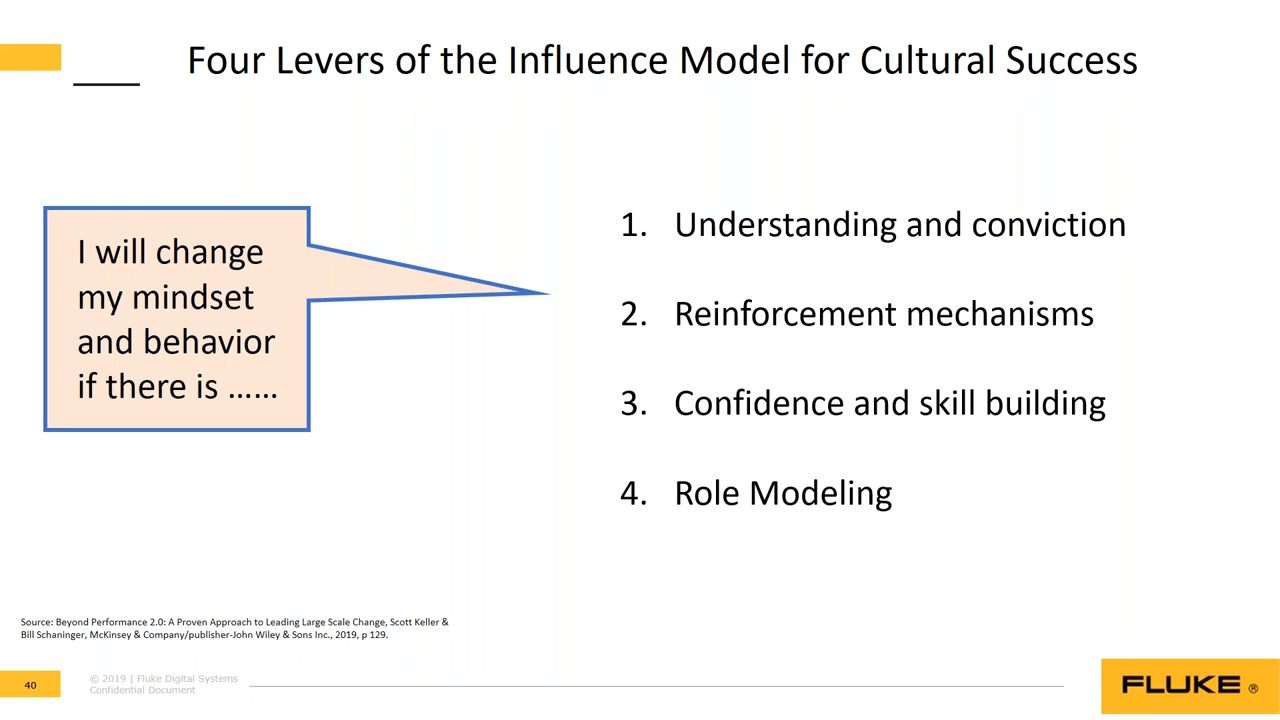 Four Levers of the Influence Model for Cultural Success
I will change
my mindset
and behavior
if there is ……
1. Understanding and conviction
2. Reinforcement mechanisms
3. Confidence and skill building
4. Role Modeling
Source: Beyond Performance 2.0: A Proven Approach to Leading Large Scale Change, Scott Keller &
Bill Schaninger, McKinsey & Company/publisher-John Wiley & Sons Inc., 2019, p 129.
40
© 2019 | Fluke Digital Systems
Confidential Document
FLUKE ®